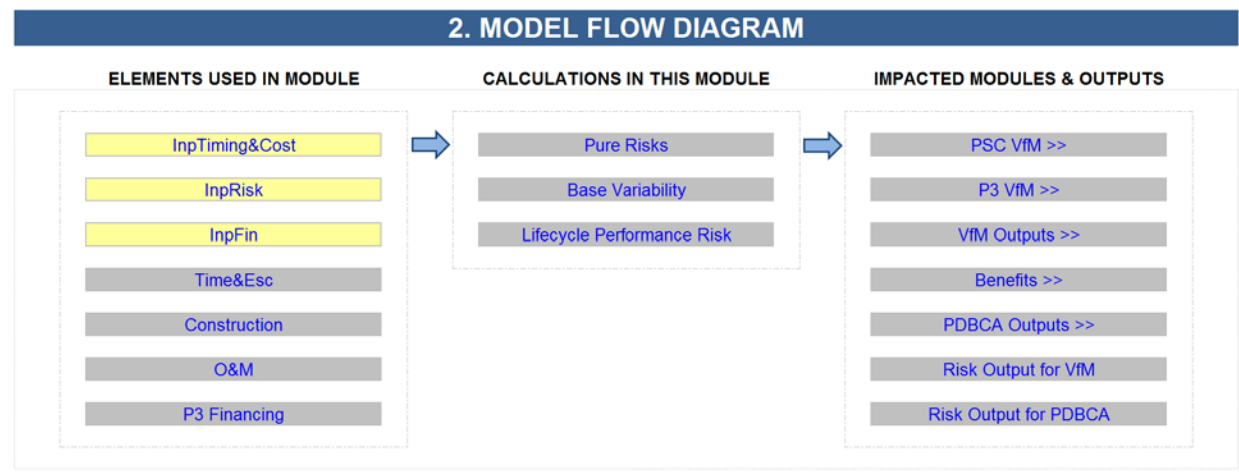 2. MODEL FLOW DIAGRAM
ELEMENTS USED IN MODULE
InpTiming&Cost
InpRisk
InpFin
Time&Esc
Construction
O&M
P3 Financing
CALCULATIONS IN THIS MODULE
Pure Risks
Base Variability
Lifecycle Performance Risk
IMPACTED MODULES & OUTPUTS
PSC VfM >>
P3 VfM >>
VfM Outputs >>
Benefits >>
PDBCA Outputs >>
Risk Output for VfM
Risk Output for PDBCA